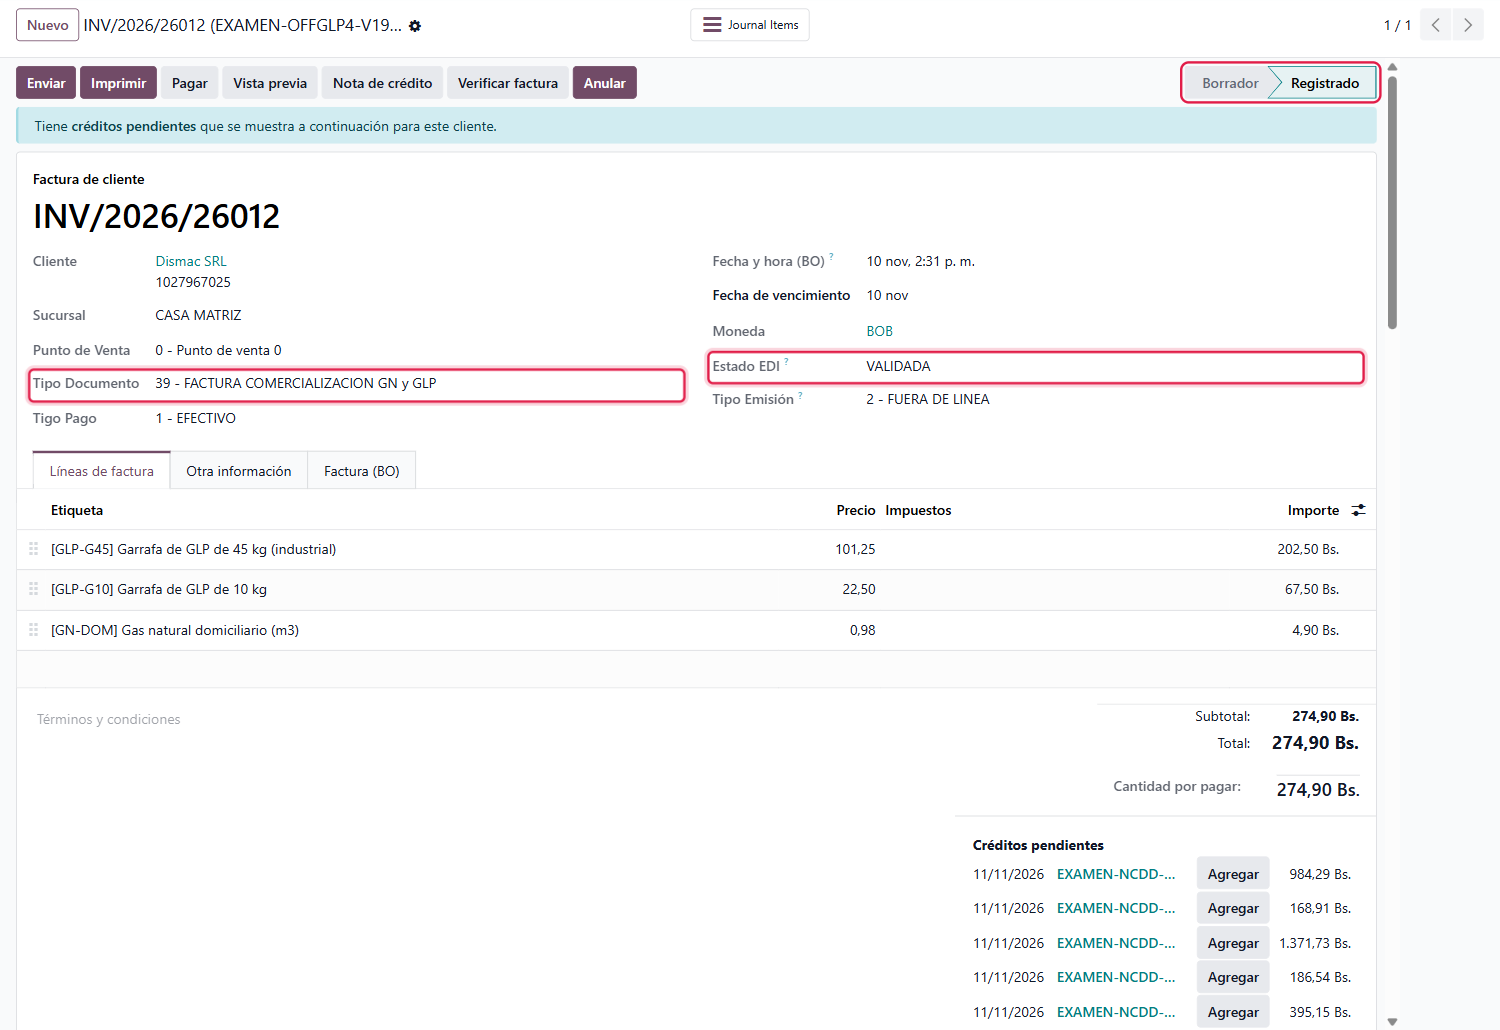 Nuevo INV/2026/26012 (EXAMEN-OFFGLP4-V19... Journal Items 1 / 1
Enviar Imprimir Pagar Vista previa Nota de crédito Verificar factura Anular Borrador Registrado
Tiene créditos pendientes que se muestra a continuación para este cliente.
Factura de cliente
INV/2026/26012
Cliente Dismac SRL
1027967025
Sucursal CASA MATRIZ
Punto de Venta 0 - Punto de venta 0
Tipo Documento 39 - FACTURA COMERCIALIZACION GN y GLP
Tigo Pago 1 - EFECTIVO
Fecha y hora (BO) ? 10 nov, 2:31 p. m.
Fecha de vencimiento 10 nov
Moneda BOB
Estado EDI ? VALIDADA
Tipo Emisión ? 2 - FUERA DE LINEA
Líneas de factura Otra información Factura (BO)
Etiqueta Precio Impuestos Importe
[GLP-G45] Garrafa de GLP de 45 kg (industrial) 101,25 202,50 Bs.
[GLP-G10] Garrafa de GLP de 10 kg 22,50 67,50 Bs.
[GN-DOM] Gas natural domiciliario (m3) 0,98 4,90 Bs.
Términos y condiciones
Subtotal: 274,90 Bs.
Total: 274,90 Bs.
Cantidad por pagar: 274,90 Bs.
Créditos pendientes
11/11/2026 EXAMEN-NCDD-... Agregar 984,29 Bs.
11/11/2026 EXAMEN-NCDD-... Agregar 168,91 Bs.
11/11/2026 EXAMEN-NCDD-... Agregar 1.371,73 Bs.
11/11/2026 EXAMEN-NCDD-... Agregar 186,54 Bs.
11/11/2026 EXAMEN-NCDD-... Agregar 395,15 Bs.